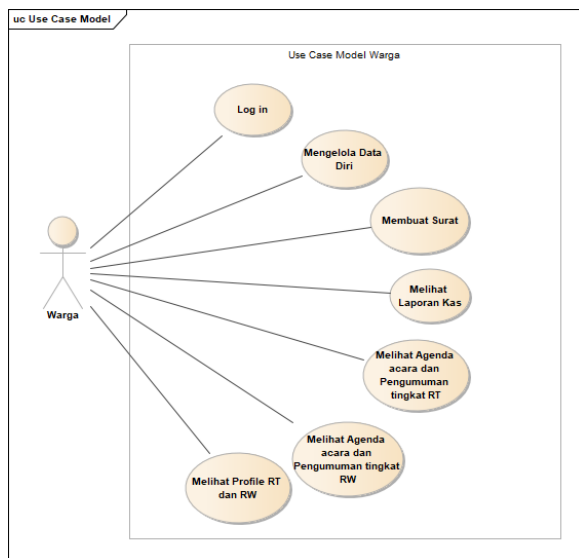 uc Use Case Model
Use Case Model Warga
Log in
Mengelola Data
Diri
Membuat Surat
Melihat
Laporan Kas
Melihat Agenda
acara dan
Pengumuman
tingkat RT
Melihat Agenda
acara dan
Pengumuman tingkat
RW
Melihat Profile RT
dan RW
Warga